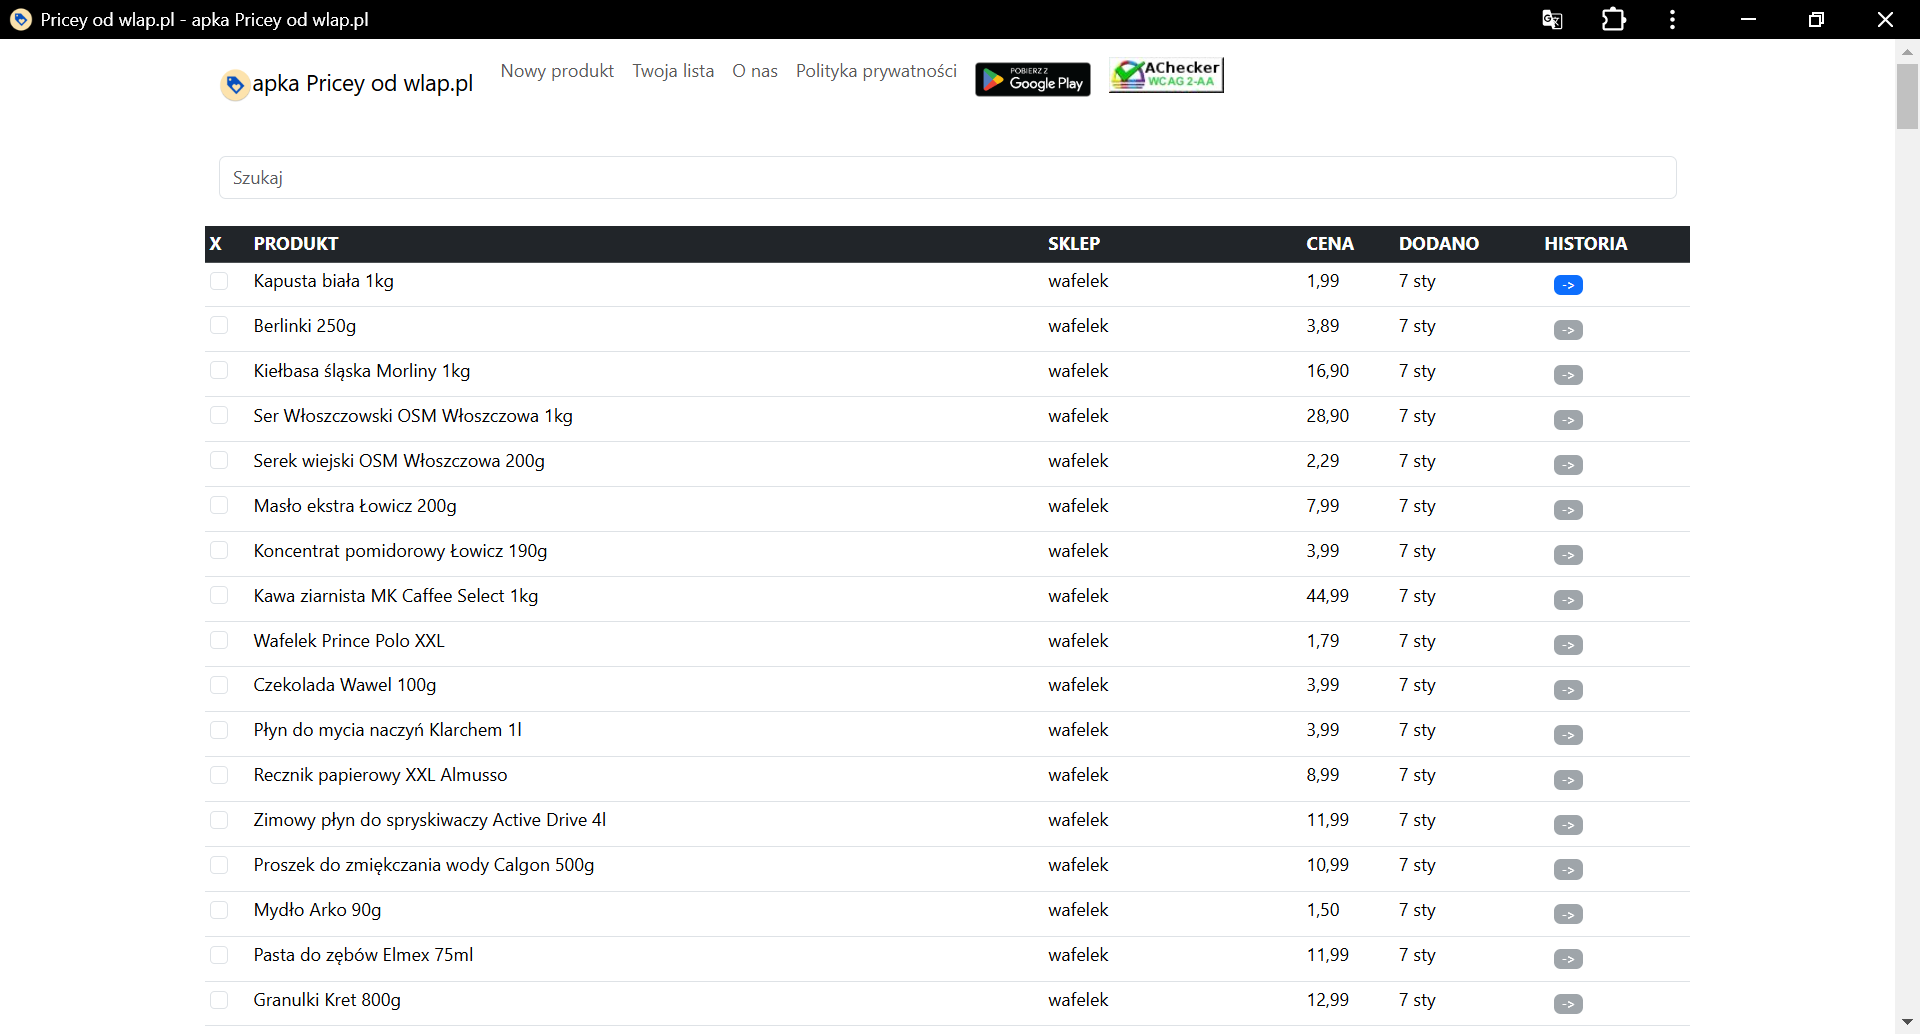 Pricey od wlap.pl - apka Pricey od wlap.pl
apka Pricey od wlap.pl Nowy produkt Twoja lista O nas Polityka prywatności POBIERZ Z Google Play AChecker WCAG 2-AA
Szukaj
X PRODUKT SKLEP CENA DODANO HISTORIA
Kapusta biała 1kg wafelek 1,99 7 sty ->
Berlinki 250g wafelek 3,89 7 sty ->
Kiełbasa śląska Morliny 1kg wafelek 16,90 7 sty ->
Ser Włoszczowski OSM Włoszczowa 1kg wafelek 28,90 7 sty ->
Serek wiejski OSM Włoszczowa 200g wafelek 2,29 7 sty ->
Masło ekstra Łowicz 200g wafelek 7,99 7 sty ->
Koncentrat pomidorowy Łowicz 190g wafelek 3,99 7 sty ->
Kawa ziarnista MK Caffee Select 1kg wafelek 44,99 7 sty ->
Wafelek Prince Polo XXL wafelek 1,79 7 sty ->
Czekolada Wawel 100g wafelek 3,99 7 sty ->
Płyn do mycia naczyń Klarchem 1l wafelek 3,99 7 sty ->
Recznik papierowy XXL Almusso wafelek 8,99 7 sty ->
Zimowy płyn do spryskiwaczy Active Drive 4l wafelek 11,99 7 sty ->
Proszek do zmiękczania wody Calgon 500g wafelek 10,99 7 sty ->
Mydło Arko 90g wafelek 1,50 7 sty ->
Pasta do zębów Elmex 75ml wafelek 11,99 7 sty ->
Granulki Kret 800g wafelek 12,99 7 sty ->